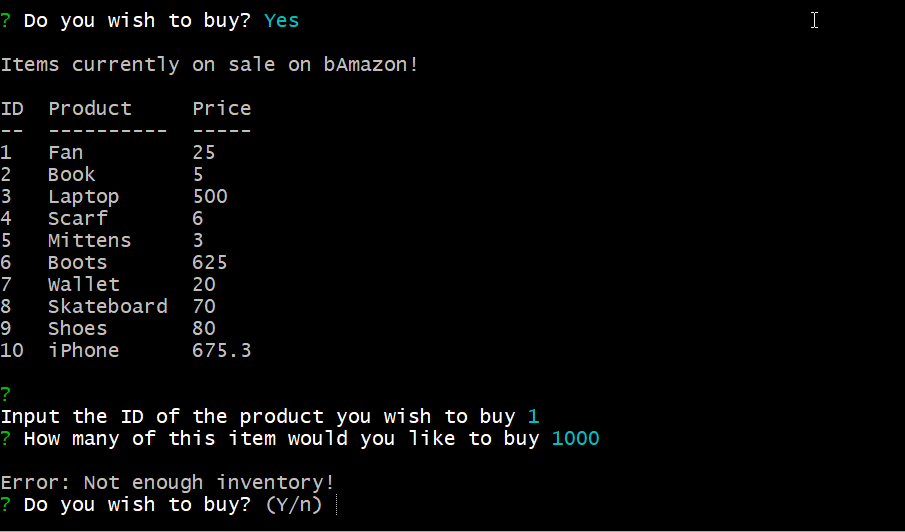 ? Do you wish to buy? Yes
Items currently on sale on bAmazon!
ID  Product     Price
--  ----------  -----
1   Fan         25
2   Book        5
3   Laptop      500
4   Scarf       6
5   Mittens     3
6   Boots       625
7   Wallet      20
8   Skateboard  70
9   Shoes       80
10  iPhone      675.3
?
Input the ID of the product you wish to buy 1
? How many of this item would you like to buy 1000
Error: Not enough inventory!
? Do you wish to buy? (Y/n)